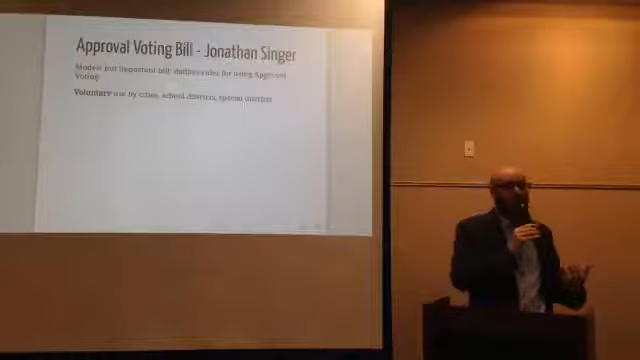 Approval Voting Bill - Jonathan Singer
Modest but important bill: outlines rules for using Approval
Voting
Voluntary use by cities, school districts, special districts